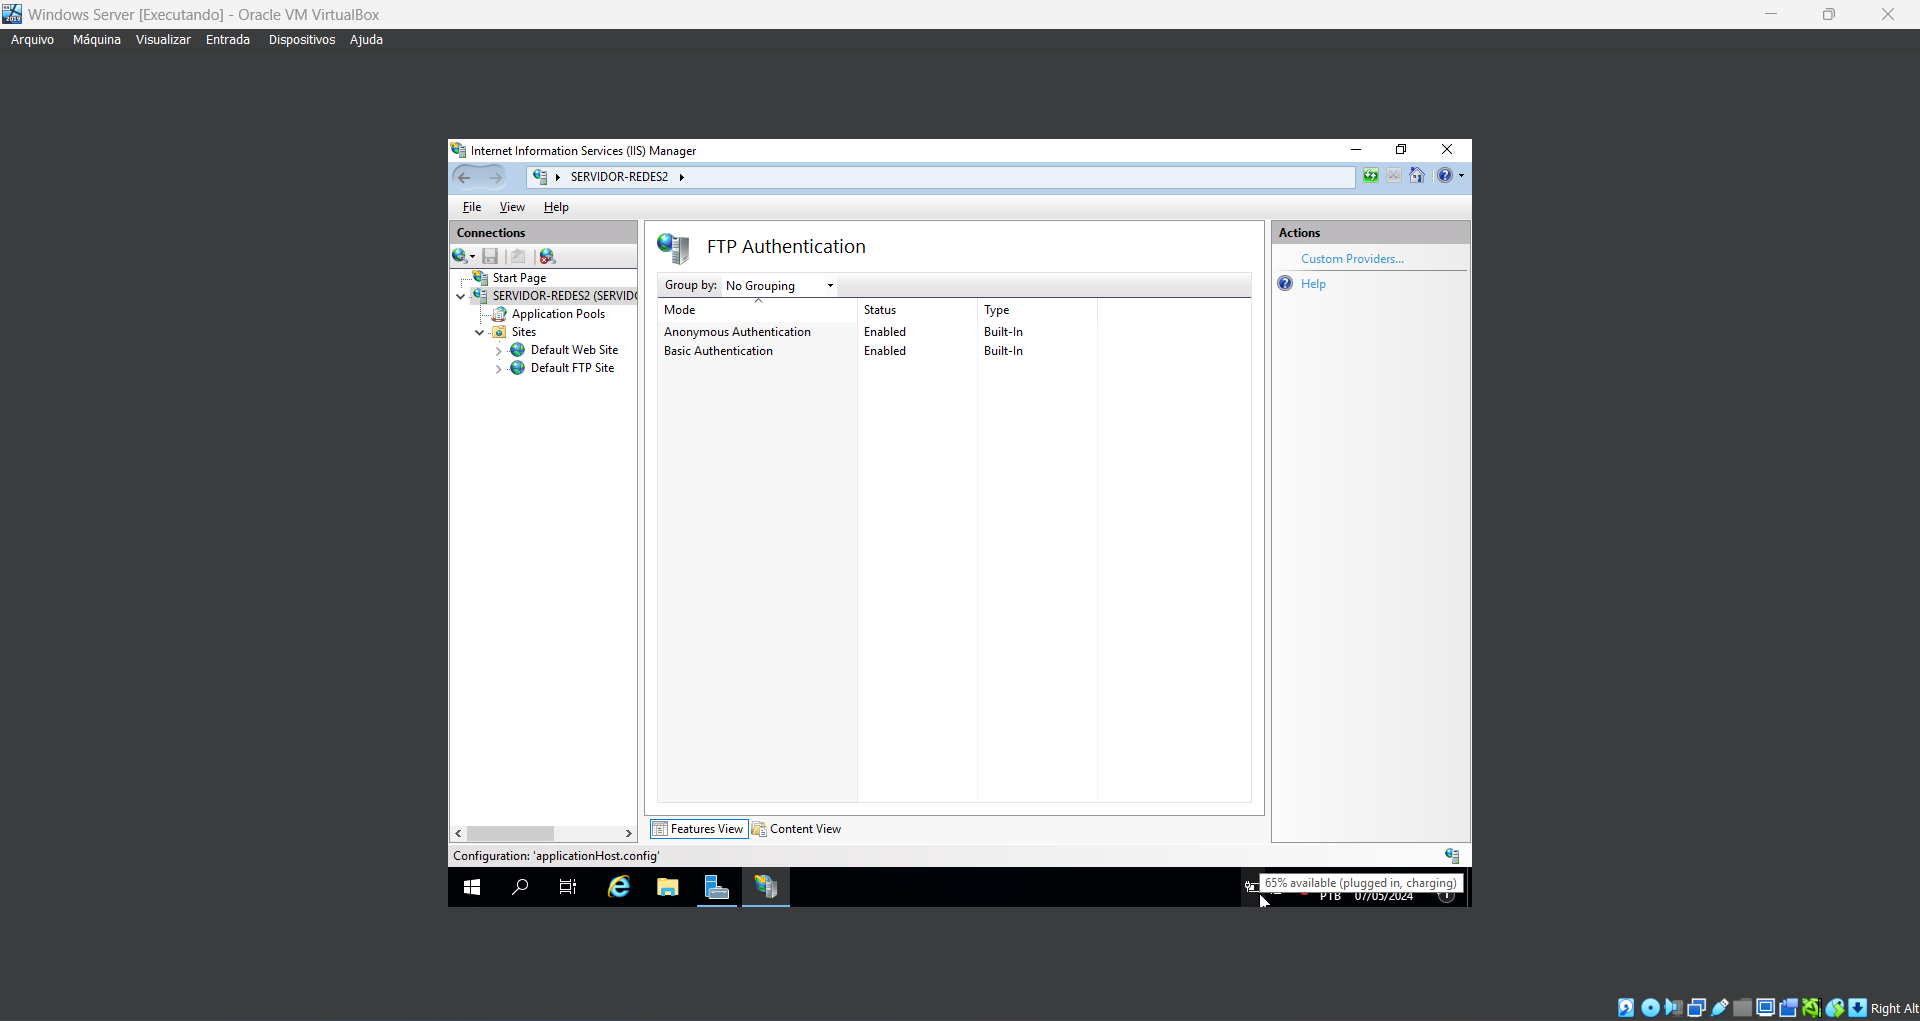 Windows Server [Executando] - Oracle VM VirtualBox
Arquivo Máquina Visualizar Entrada Dispositivos Ajuda
Internet Information Services (IIS) Manager
SERVIDOR-REDES2
File View Help
Connections
Start Page
SERVIDOR-REDES2 (SERVID
Application Pools
Sites
Default Web Site
Default FTP Site
FTP Authentication
Group by: No Grouping
Mode Status Type
Anonymous Authentication Enabled Built-In
Basic Authentication Enabled Built-In
Actions
Custom Providers...
Help
Features View Content View
Configuration: 'applicationHost.config'
65% available (plugged in, charging)
PTB 07/05/2024
Right Alt